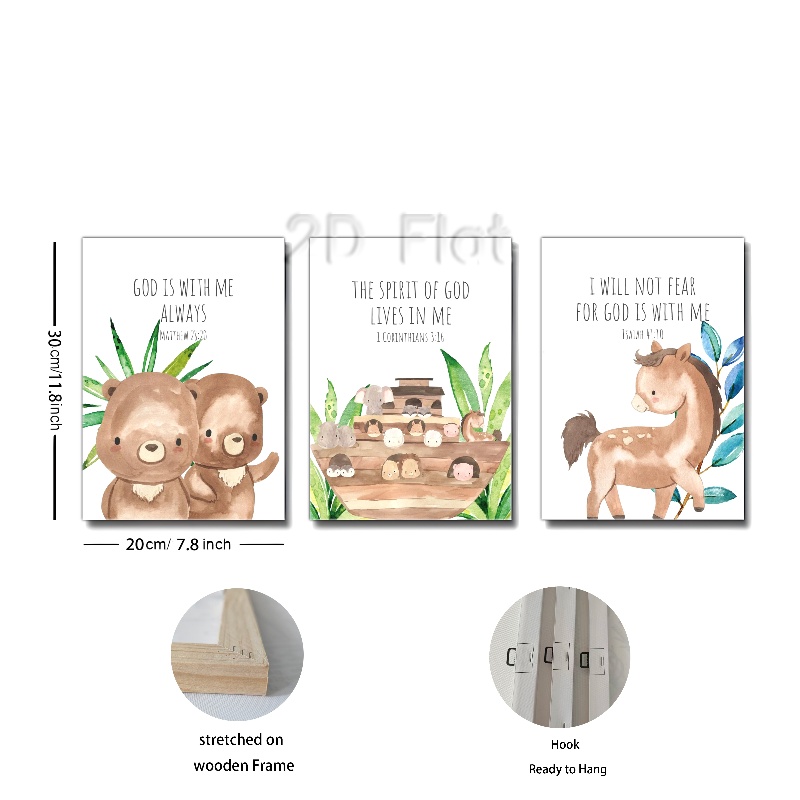 2D Flat
GOD IS WITH ME
ALWAYS
MATTHEW 28:20
THE SPIRIT OF GOD
LIVES IN ME
1 CORINTHIANS 3:16
I WILL NOT FEAR
FOR GOD IS WITH ME
ISAIAH 41:10
30cm/11.8inch
20cm/ 7.8 inch
stretched on
wooden Frame
Hook
Ready to Hang